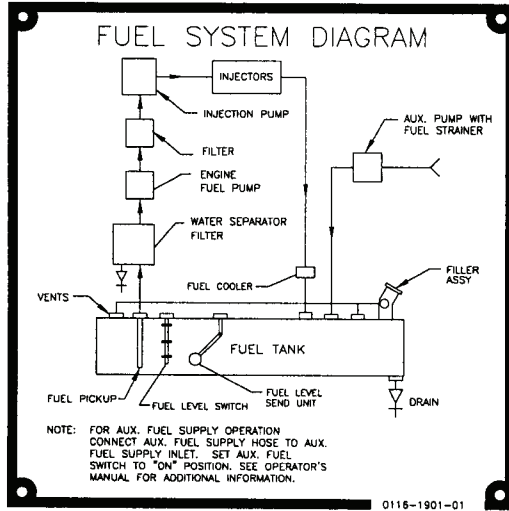 FUEL SYSTEM DIAGRAM
INJECTORS
INJECTION PUMP
AUX. PUMP WITH
FUEL STRAINER
FILTER
ENGINE
FUEL PUMP
WATER SEPARATOR
FILTER
FUEL COOLER
FILLER
ASSY
VENTS
FUEL TANK
FUEL PICKUP
FUEL LEVEL SWITCH
FUEL LEVEL
SEND UNIT
DRAIN
NOTE: FOR AUX. FUEL SUPPLY OPERATION
CONNECT AUX. FUEL SUPPLY HOSE TO AUX.
FUEL SUPPLY INLET. SET AUX. FUEL
SWITCH TO "ON" POSITION. SEE OPERATOR'S
MANUAL FOR ADDITIONAL INFORMATION.
0116-1901-01